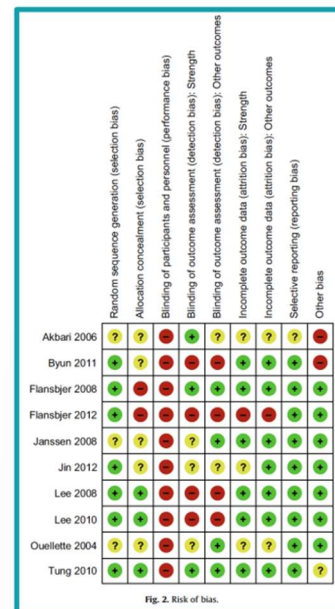 Random sequence generation (selection bias)
Allocation concealment (selection bias)
Blinding of participants and personnel (performance bias)
Blinding of outcome assessment (detection bias): Strength
Blinding of outcome assessment (detection bias): Other outcomes
Incomplete outcome data (attrition bias): Strength
Incomplete outcome data (attrition bias): Other outcomes
Selective reporting (reporting bias)
Other bias
Akbari 2006 ? ? – + ? ? ? ? –
Byun 2011 + ? – – – + + + –
Flansbjer 2008 + – – + + + + + +
Flansbjer 2012 + – – – – – – + +
Janssen 2008 ? ? – ? + + + + +
Jin 2012 + ? – ? ? ? + + +
Lee 2008 + + – – – + + + +
Lee 2010 + + – – – + + + +
Ouellette 2004 ? ? – ? + ? ? + +
Tung 2010 + + – + + + + + ?
Fig. 2. Risk of bias.